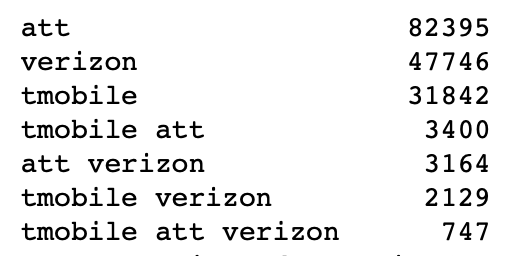 att 82395
verizon 47746
tmobile 31842
tmobile att 3400
att verizon 3164
tmobile verizon 2129
tmobile att verizon 747